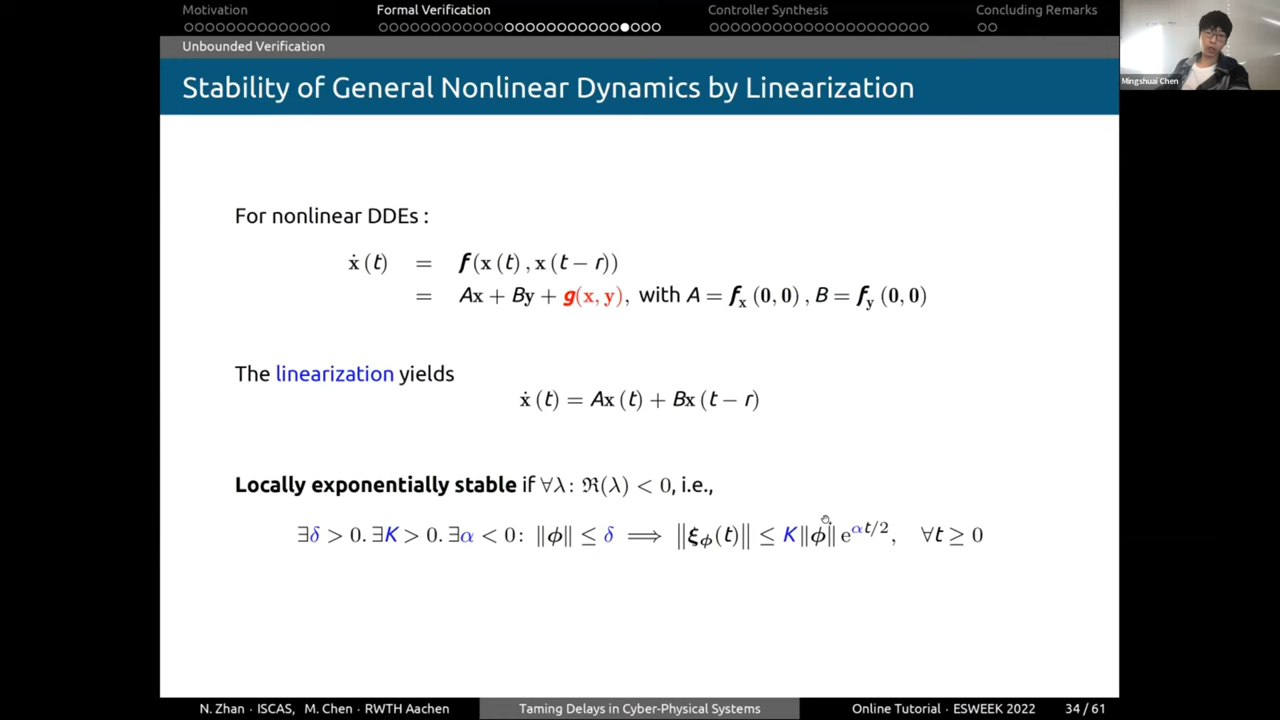 Motivation
Formal Verification
Controller Synthesis
Concluding Remarks
Unbounded Verification
Stability of General Nonlinear Dynamics by Linearization
Mingshuai Chen
For nonlinear DDEs :
ẋ (t) = f(x (t) , x (t − r))
= Ax + By + g(x, y), with A = fₓ (0, 0) , B = f_y (0, 0)
The linearization yields
ẋ (t) = Ax (t) + Bx (t − r)
Locally exponentially stable if ∀λ: ℜ(λ) < 0, i.e.,
∃δ > 0. ∃K > 0. ∃α < 0: ‖ϕ‖ ≤ δ ⟹ ‖ξ_ϕ(t)‖ ≤ K‖ϕ‖ e^{αt/2}, ∀t ≥ 0
N. Zhan · ISCAS, M. Chen · RWTH Aachen
Taming Delays in Cyber-Physical Systems
Online Tutorial · ESWEEK 2022
34 / 61